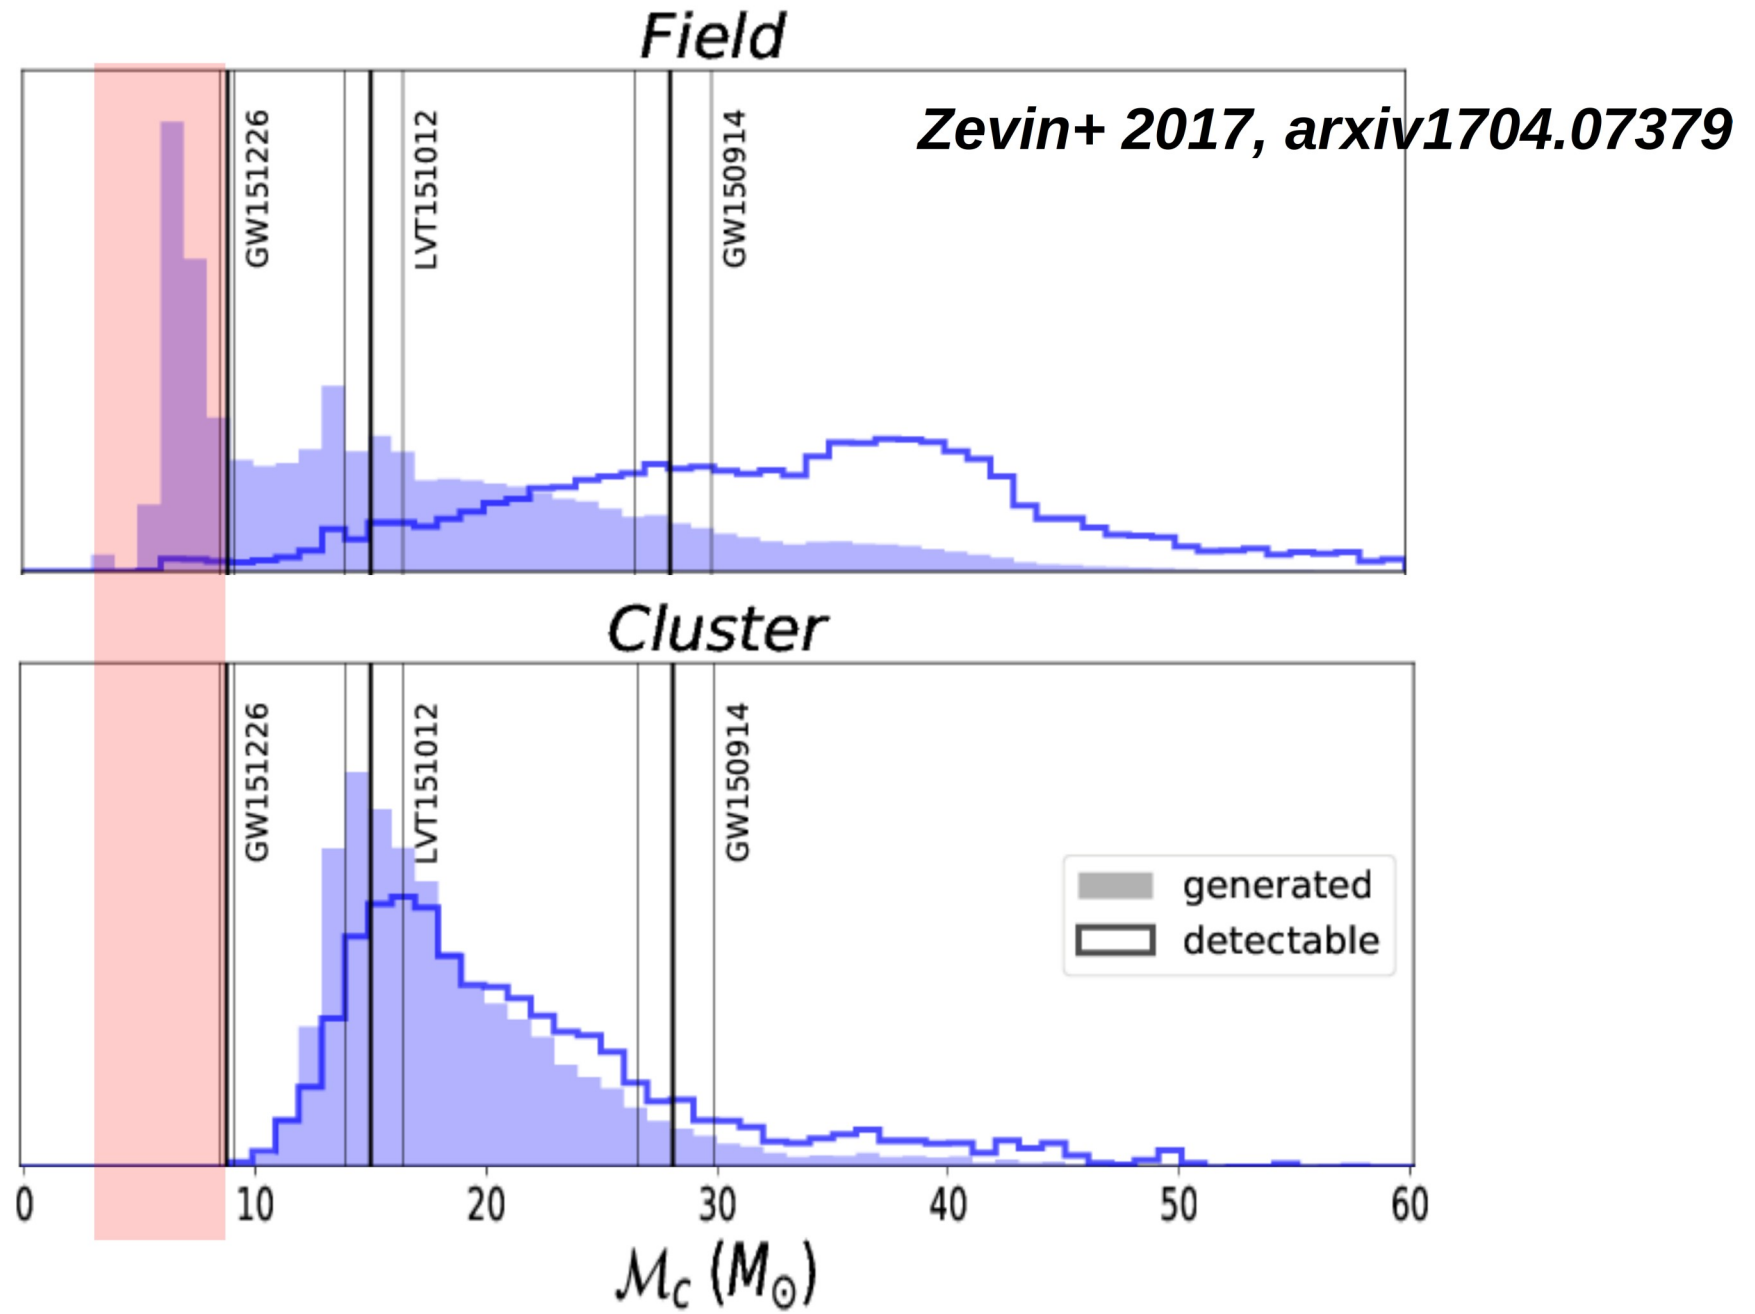 Field
Zevin+ 2017, arxiv1704.07379
GW151226
LVT151012
GW150914
Cluster
GW151226
LVT151012
GW150914
generated
detectable
0 10 20 30 40 50 60
ℳc (M⊙)